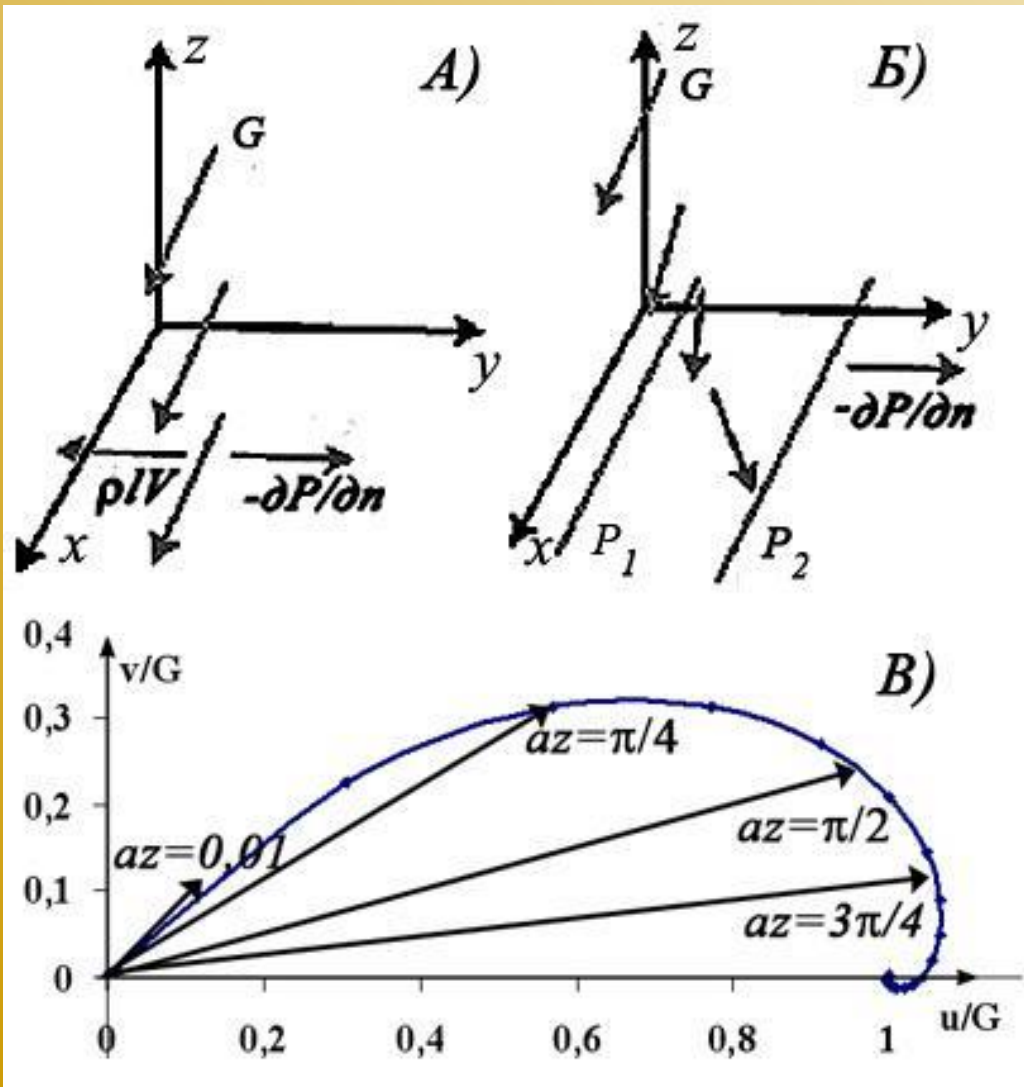 А)
z
G
y
ρlV
-∂P/∂n
x
Б)
z
G
y
-∂P/∂n
x
P₁
P₂
В)
0,4
v/G
0,3
az=π/4
0,2
az=π/2
az=0,01
0,1
az=3π/4
0
u/G
0
0,2
0,4
0,6
0,8
1